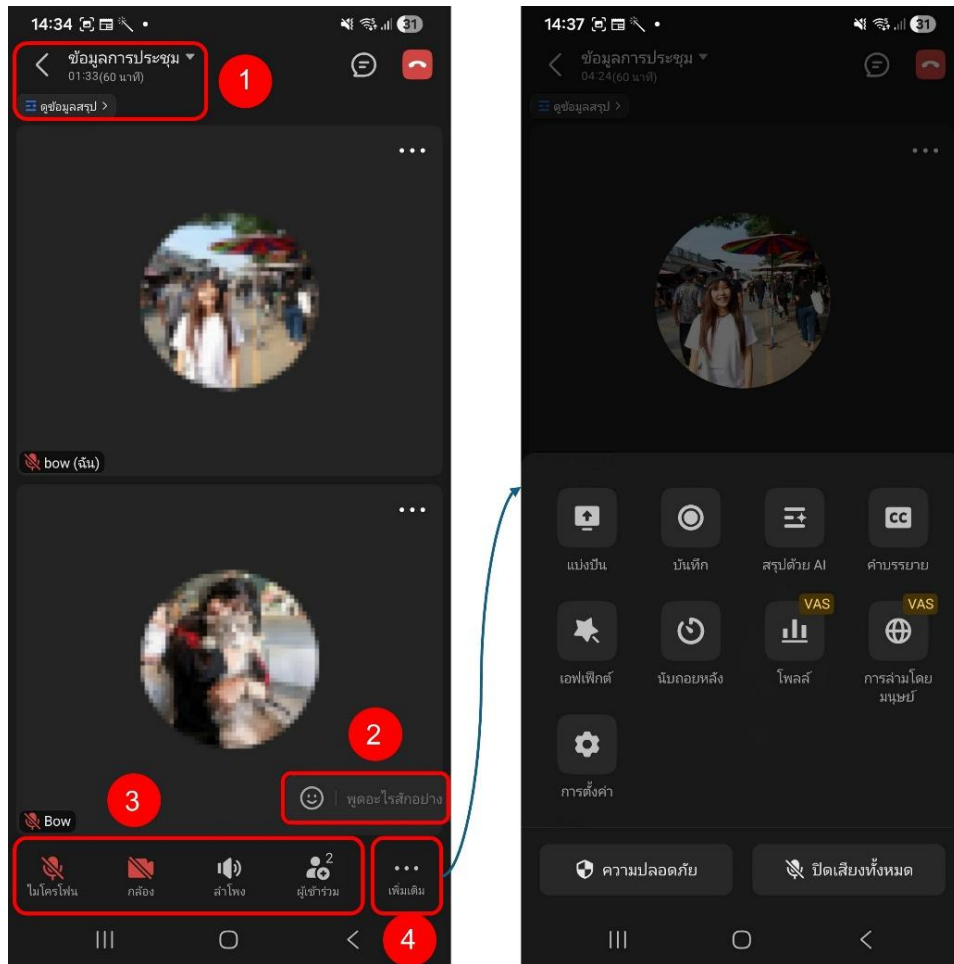 14:34
31
ข้อมูลการประชุม
01:33(60 นาที)
ดูข้อมูลสรุป >
1
bow (ฉัน)
2
พูดอะไรสักอย่าง
3
Bow
ไมโครโฟน
กล้อง
ลำโพง
2
ผู้เข้าร่วม
เพิ่มเติม
4
14:37
31
ข้อมูลการประชุม
04:24(60 นาที)
ดูข้อมูลสรุป >
แบ่งปัน
บันทึก
สรุปด้วย AI
CC
คำบรรยาย
เอฟเฟ็กต์
นับถอยหลัง
VAS
โพลล์
VAS
การล่ามโดย
มนุษย์
การตั้งค่า
ความปลอดภัย
ปิดเสียงทั้งหมด